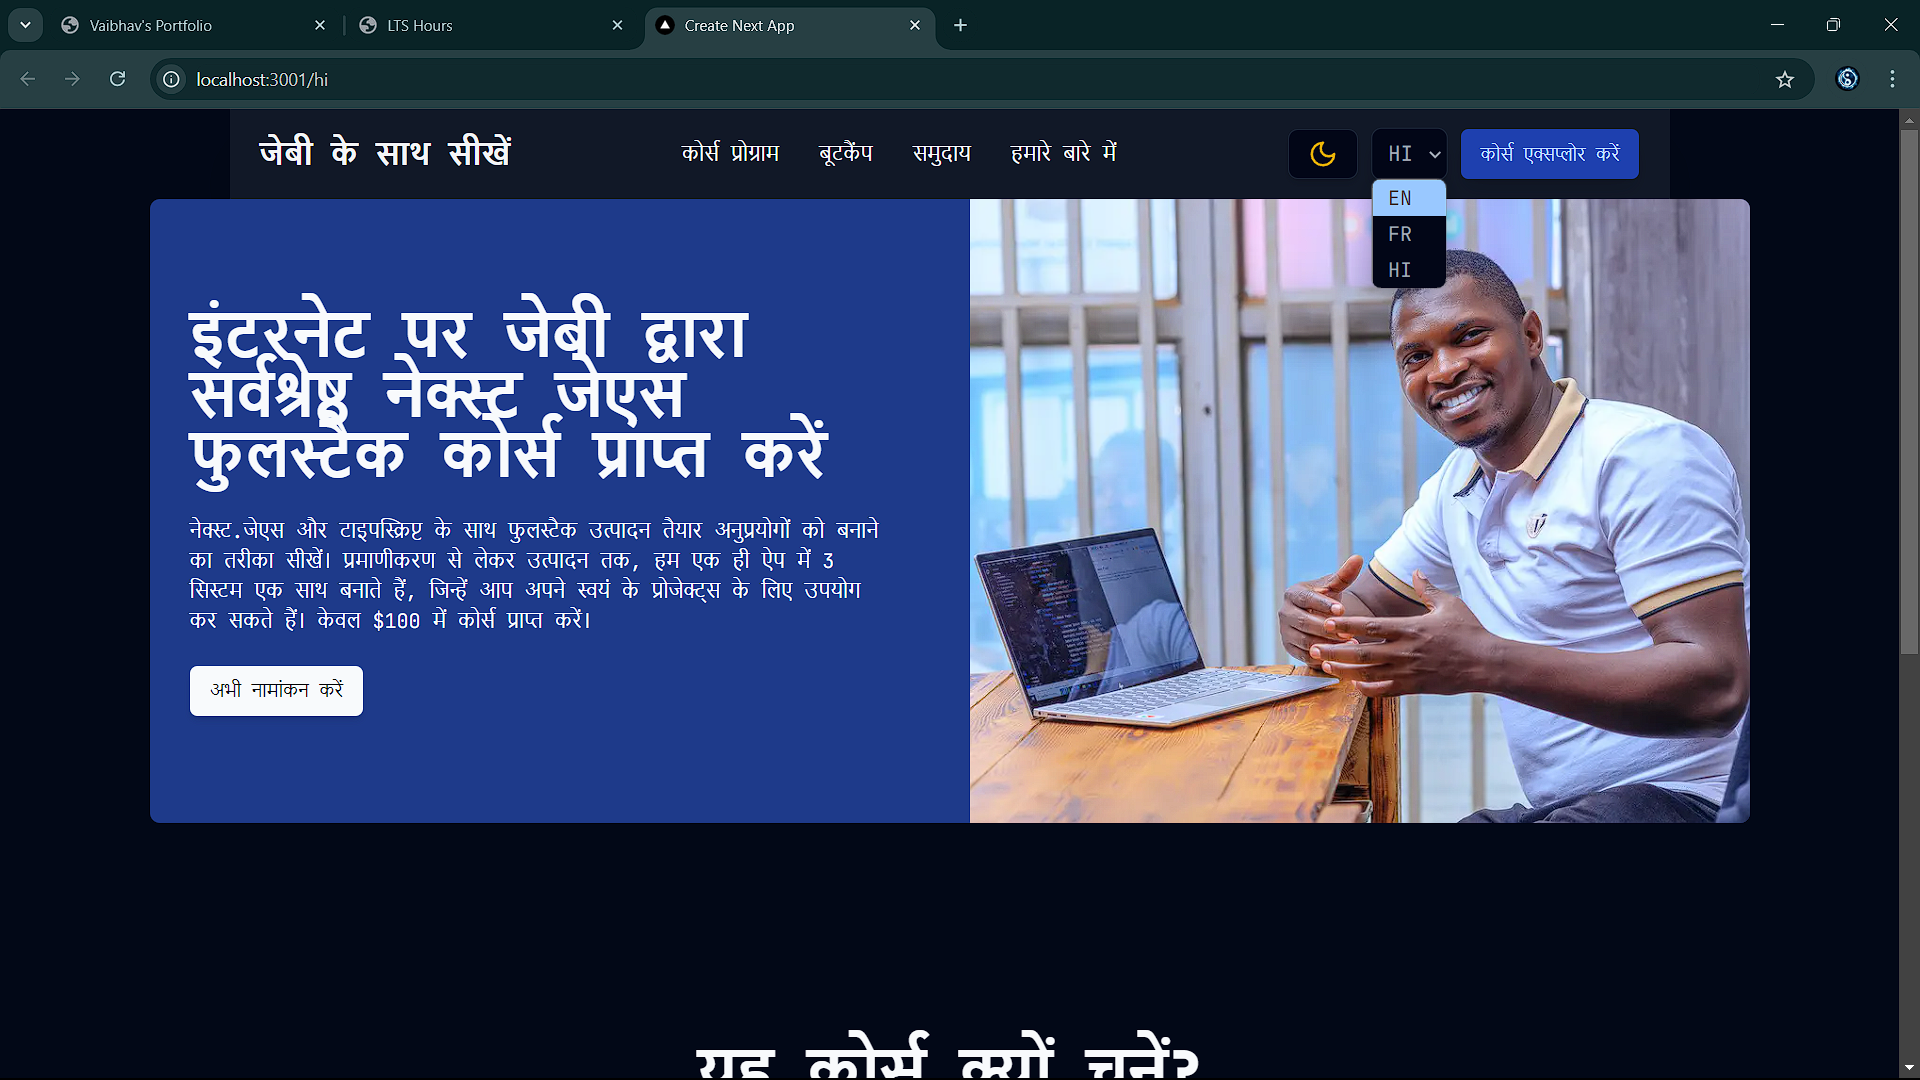 Vaibhav's Portfolio
LTS Hours
Create Next App
localhost:3001/hi
जेबी के साथ सीखें
कोर्स प्रोग्राम
बूटकैंप
समुदाय
हमारे बारे में
HI
कोर्स एक्सप्लोर करें
EN
FR
HI
इंटरनेट पर जेबी द्वारा
सर्वश्रेष्ठ नेक्स्ट जेएस
फुलस्टैक कोर्स प्राप्त करें
नेक्स्ट.जेएस और टाइपस्क्रिप्ट के साथ फुलस्टैक उत्पादन तैयार अनुप्रयोगों को बनाने
का तरीका सीखें। प्रमाणीकरण से लेकर उत्पादन तक, हम एक ही ऐप में 3
सिस्टम एक साथ बनाते हैं, जिन्हें आप अपने स्वयं के प्रोजेक्ट्स के लिए उपयोग
कर सकते हैं। केवल $100 में कोर्स प्राप्त करें।
अभी नामांकन करें
यह कोर्स क्यों चुनें?